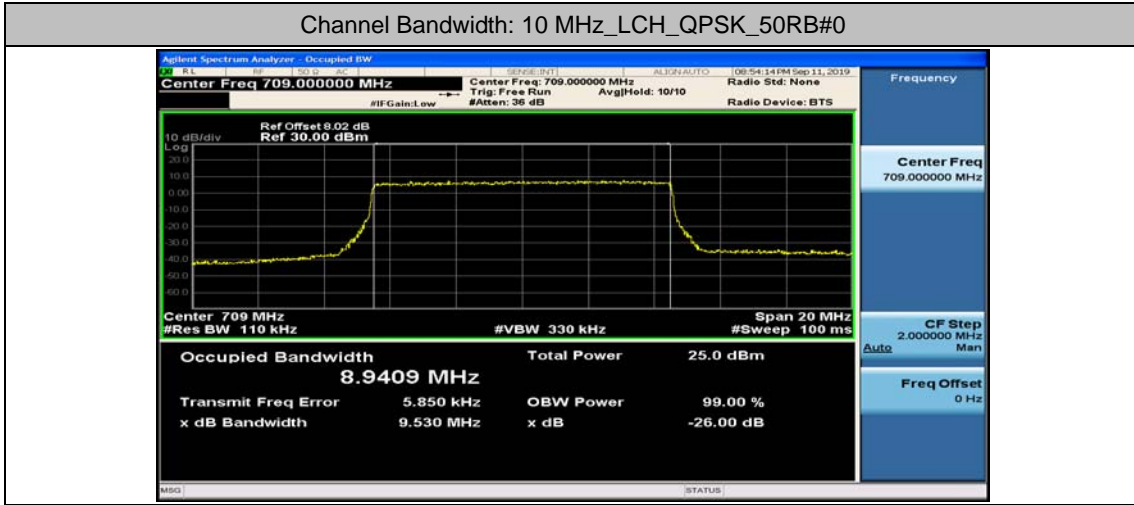 Channel Bandwidth: 10 MHz_LCH_QPSK_50RB#0
Agilent Spectrum Analyzer - Occupied BW
RL RF 50 Ω AC SENSE:INT ALIGN AUTO 08:54:14 PM Sep 11, 2019
Center Freq 709.000000 MHz
Center Freq: 709.000000 MHz
Radio Std: None
Trig: Free Run Avg|Hold: 10/10
#IFGain:Low
#Atten: 36 dB
Radio Device: BTS
Ref Offset 8.02 dB
10 dB/div Ref 30.00 dBm
Log
20.0
10.0
0.00
-10.0
-20.0
-30.0
-40.0
-50.0
-60.0
Center 709 MHz Span 20 MHz
#Res BW 110 kHz #VBW 330 kHz #Sweep 100 ms
Occupied Bandwidth Total Power 25.0 dBm
8.9409 MHz
Transmit Freq Error 5.850 kHz OBW Power 99.00 %
x dB Bandwidth 9.530 MHz x dB -26.00 dB
MSG STATUS
Frequency
Center Freq
709.000000 MHz
CF Step
2.000000 MHz
Auto Man
Freq Offset
0 Hz